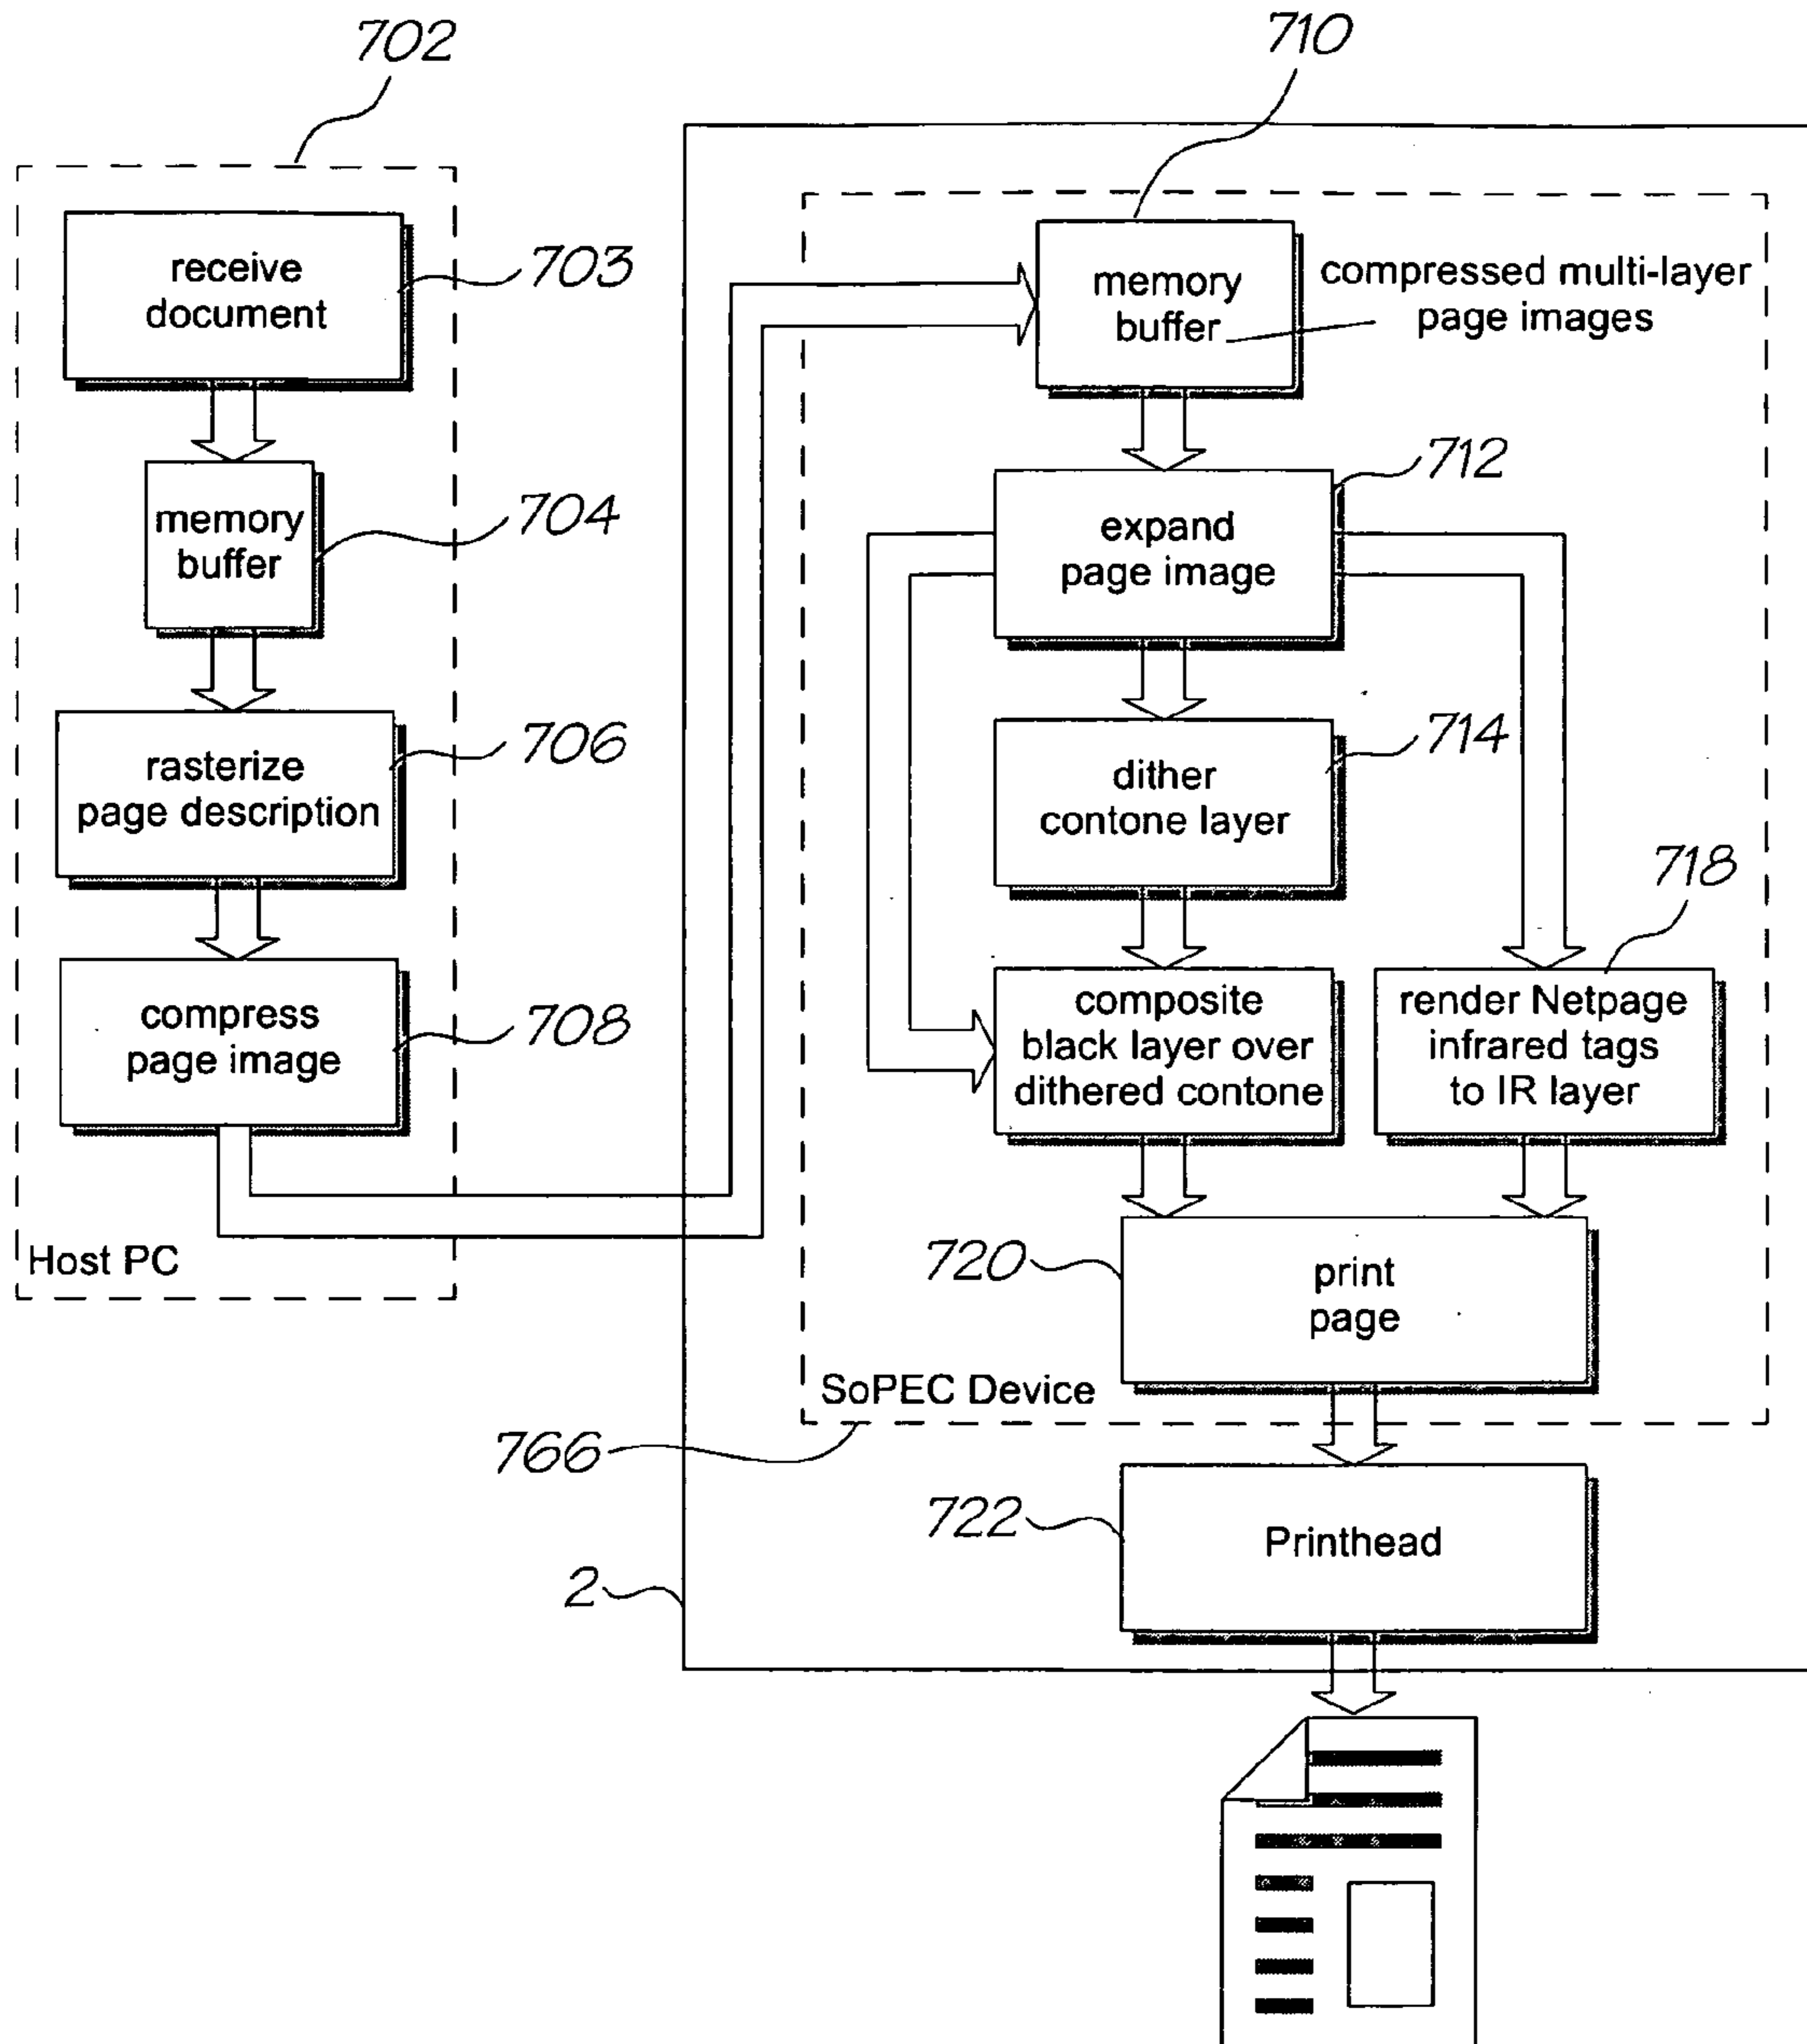 702
receive
document
703
memory
buffer
704
rasterize
page description
706
compress
page image
708
Host PC
710
memory
buffer
compressed multi-layer
page images
712
expand
page image
714
dither
contone layer
718
composite
black layer over
dithered contone
render Netpage
infrared tags
to IR layer
720
print
page
SoPEC Device
766
722
Printhead
2